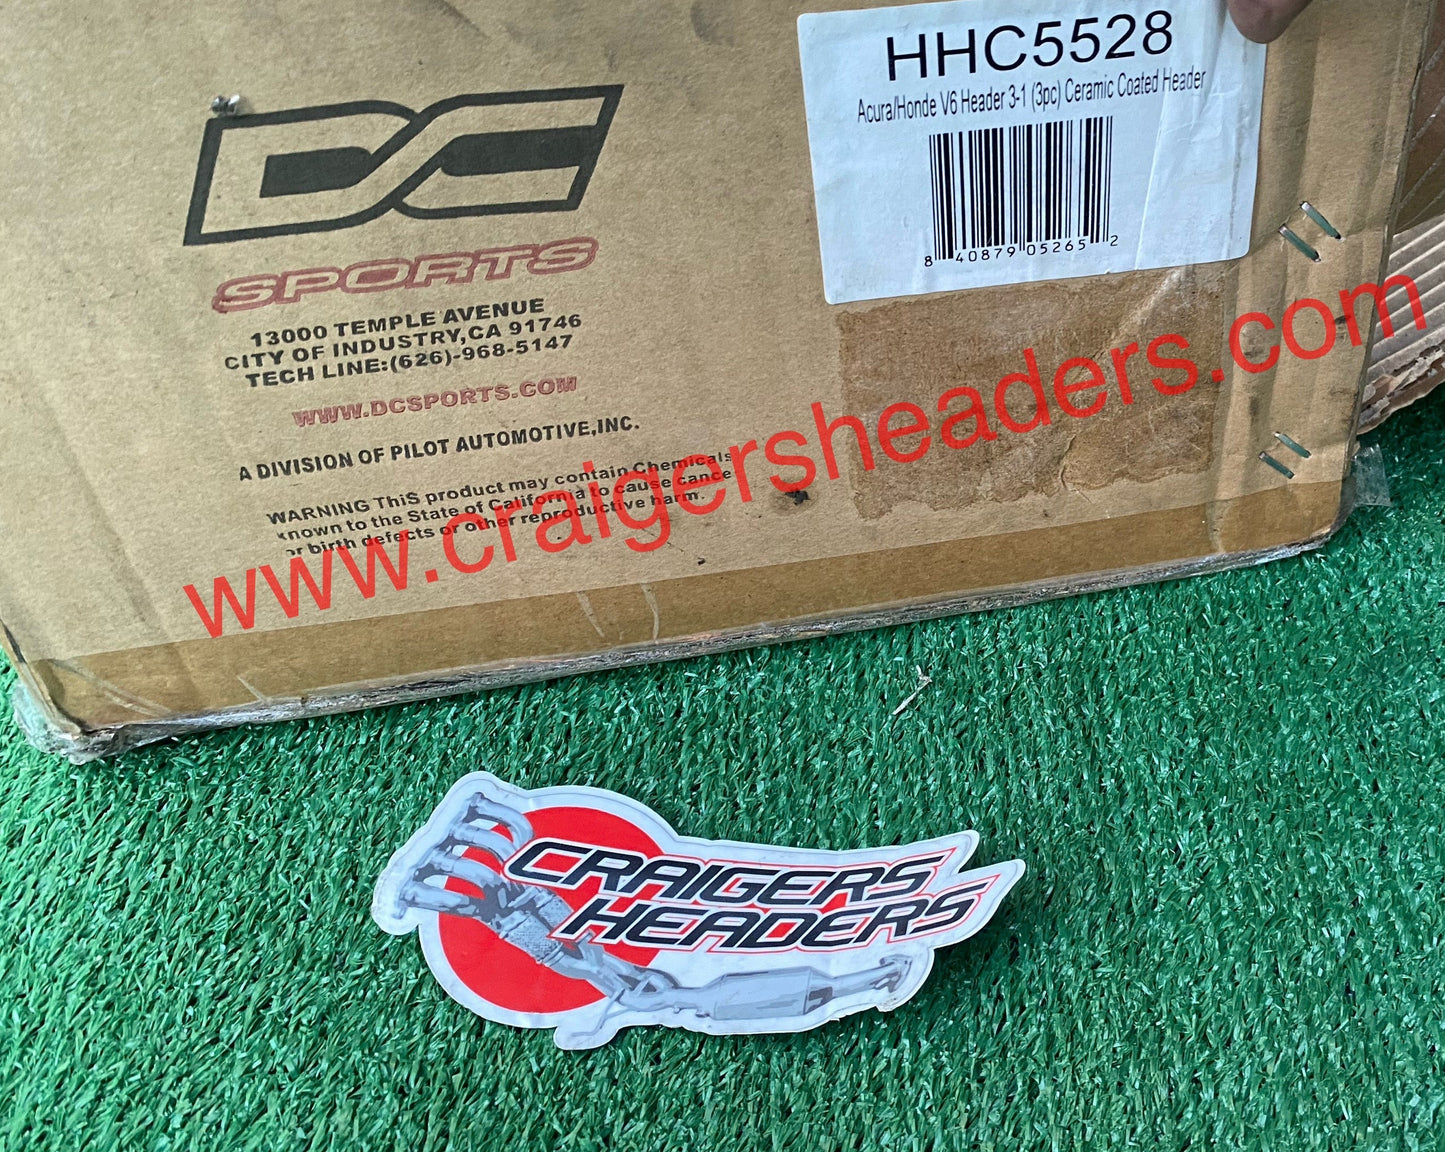 HHC5528
Acura/Honde V6 Header 3-1 (3pc) Ceramic Coated Header
8 40879 05265 2
DC
SPORTS
13000 TEMPLE AVENUE
CITY OF INDUSTRY,CA 91746
TECH LINE:(626)-968-5147
WWW.DCSPORTS.COM
A DIVISION OF PILOT AUTOMOTIVE,INC.
WARNING ThiS product may contain Chemicals
known to the State of California to cause cance
or birth defects or other reproductive harm.
www.craigersheaders.com
CRAIGERS
HEADERS